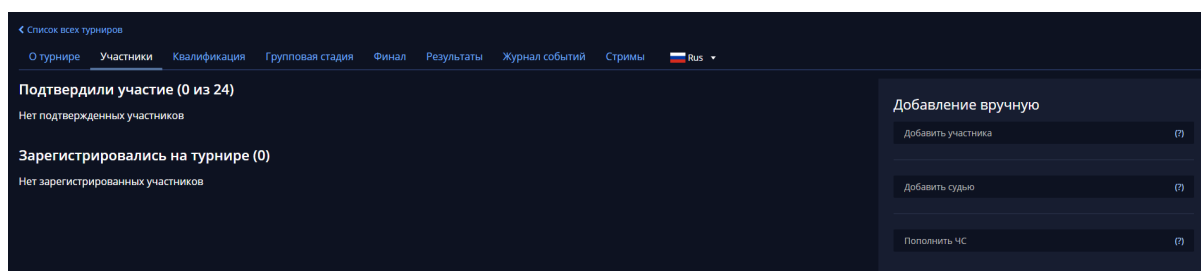 Список всех турниров
О турнире Участники Квалификация Групповая стадия Финал Результаты Журнал событий Стримы Rus
Подтвердили участие (0 из 24)
Нет подтвержденных участников
Зарегистрировались на турнире (0)
Нет зарегистрированных участников
Добавление вручную
Добавить участника (?)
Добавить судью (?)
Пополнить ЧС (?)